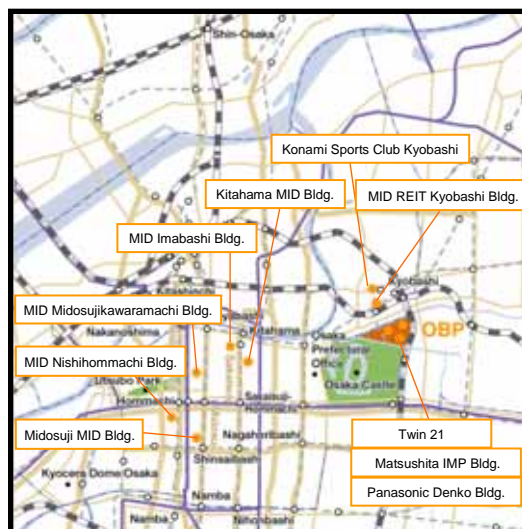 Shin-Osaka
Konami Sports Club Kyobashi
Kitahama MID Bldg.
MID REIT Kyobashi Bldg.
MID Imabashi Bldg.
Kyobashi
MID Midosujikawaramachi Bldg.
Nakanoshima
Kitahama
Osaka
Prefectural
Office
OBP
MID Nishihommachi Bldg.
Utsubo Park
Osaka Castle
Hommachi
Sakaisuji-
Hommachi
Midosuji MID Bldg.
Nagahoribashi
Twin 21
Shinsaibashi
Matsushita IMP Bldg.
Kyocera Dome Osaka
Panasonic Denko Bldg.
Namba
Namba
Nihonbashi